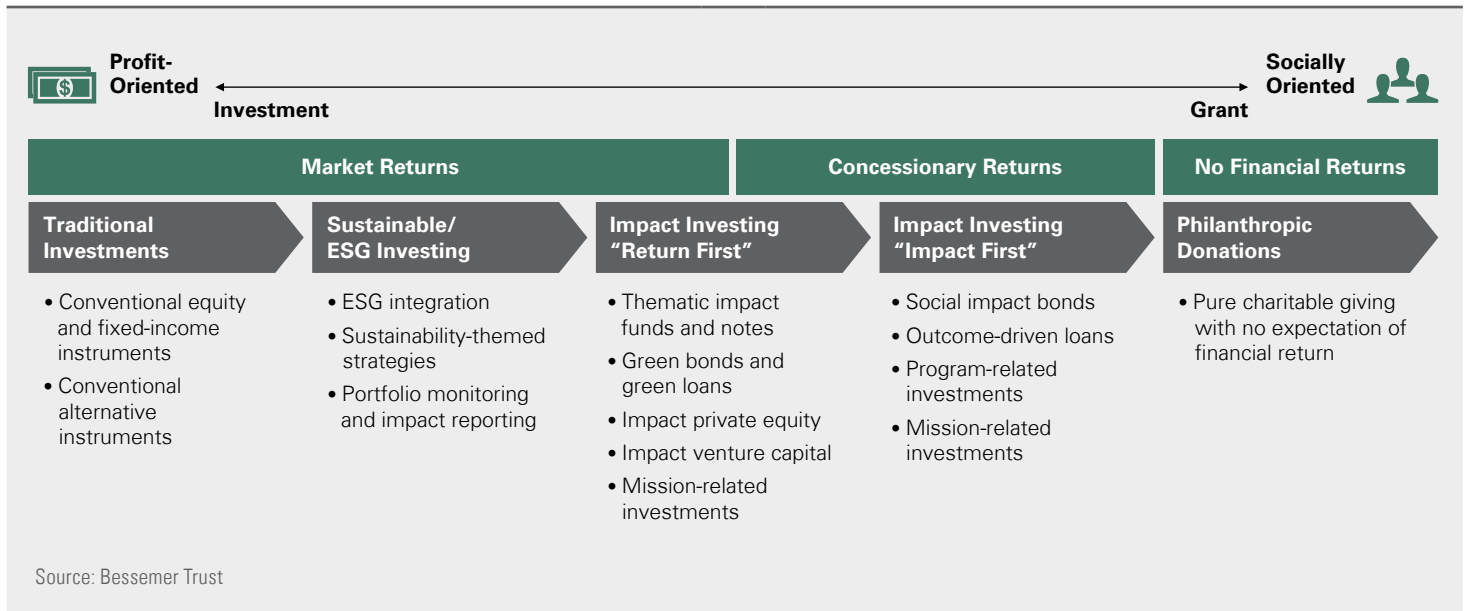 Profit-
Oriented
Investment
Socially
Oriented
Grant
Market Returns
Concessionary Returns
No Financial Returns
Traditional
Investments
• Conventional equity
and fixed-income
instruments
• Conventional
alternative
instruments
Sustainable/
ESG Investing
• ESG integration
• Sustainability-themed
strategies
• Portfolio monitoring
and impact reporting
Impact Investing
“Return First”
• Thematic impact
funds and notes
• Green bonds and
green loans
• Impact private equity
• Impact venture capital
• Mission-related
investments
Impact Investing
“Impact First”
• Social impact bonds
• Outcome-driven loans
• Program-related
investments
• Mission-related
investments
Philanthropic
Donations
• Pure charitable giving
with no expectation of
financial return
Source: Bessemer Trust
$